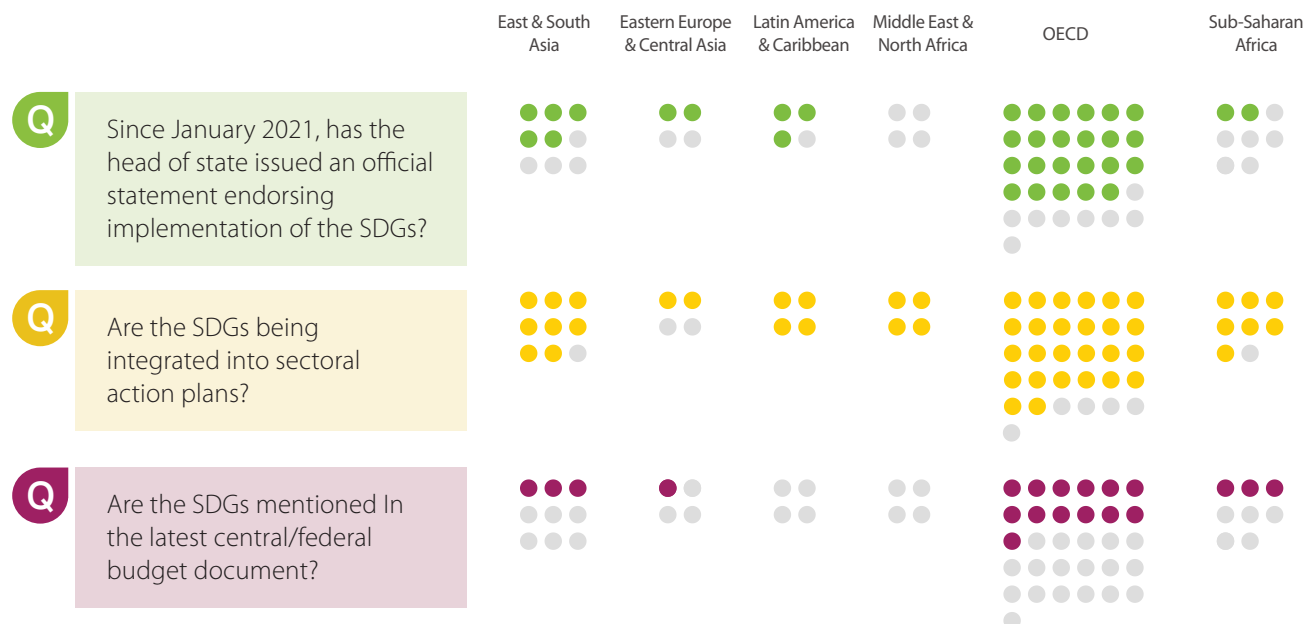 East & South
Asia
Eastern Europe
& Central Asia
Latin America
& Caribbean
Middle East &
North Africa
OECD
Sub-Saharan
Africa
Q
Since January 2021, has the
head of state issued an official
statement endorsing
implementation of the SDGs?
Q
Are the SDGs being
integrated into sectoral
action plans?
Q
Are the SDGs mentioned In
the latest central/federal
budget document?